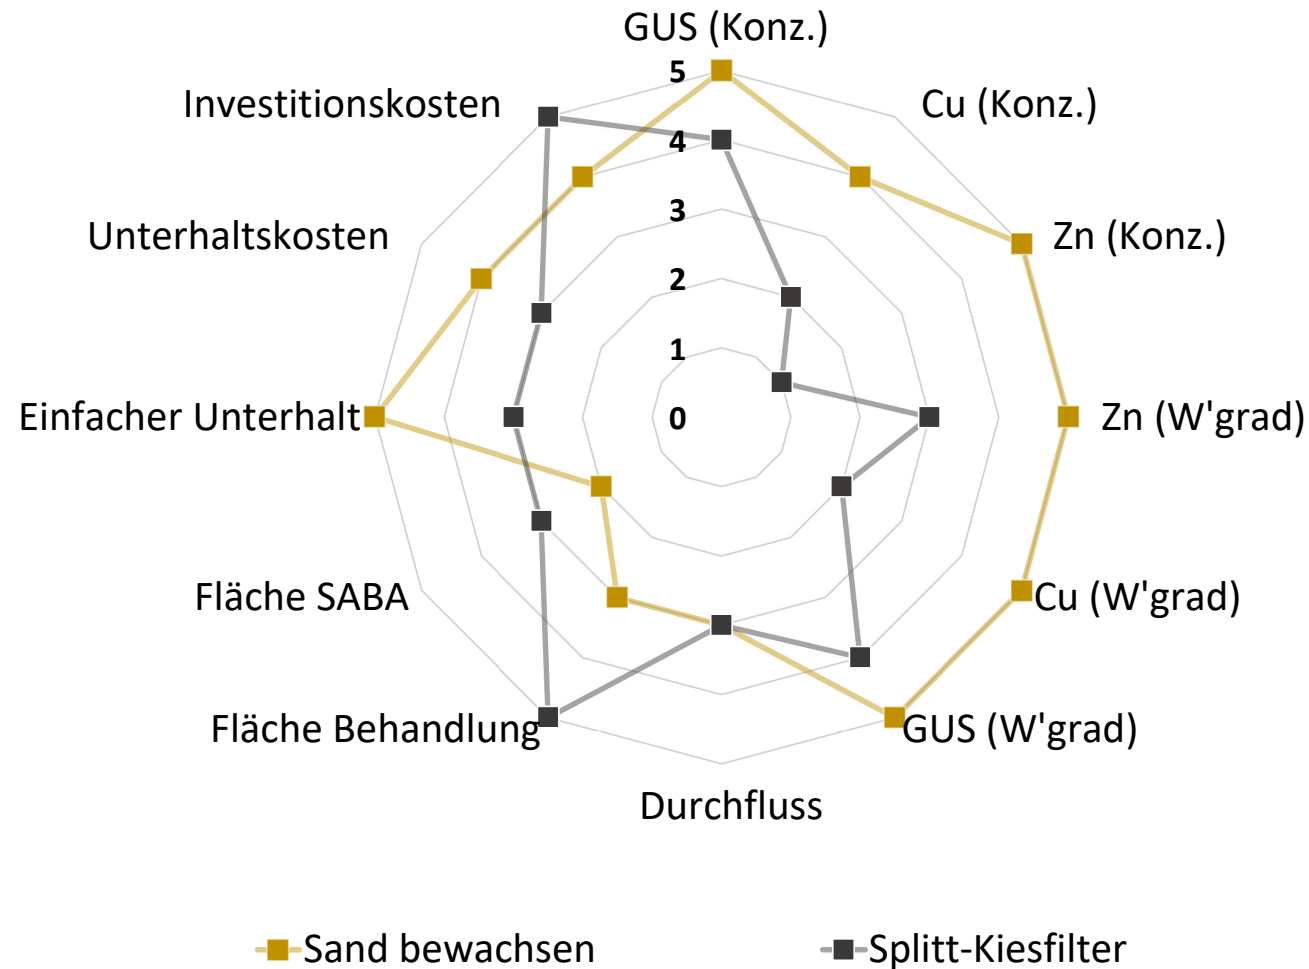 GUS (Konz.)
5
Investitionskosten
Cu (Konz.)
4
3
Unterhaltskosten
Zn (Konz.)
2
1
Einfacher Unterhalt
0
Zn (W'grad)
Fläche SABA
Cu (W'grad)
Fläche Behandlung
GUS (W'grad)
Durchfluss
Sand bewachsen
Splitt-Kiesfilter